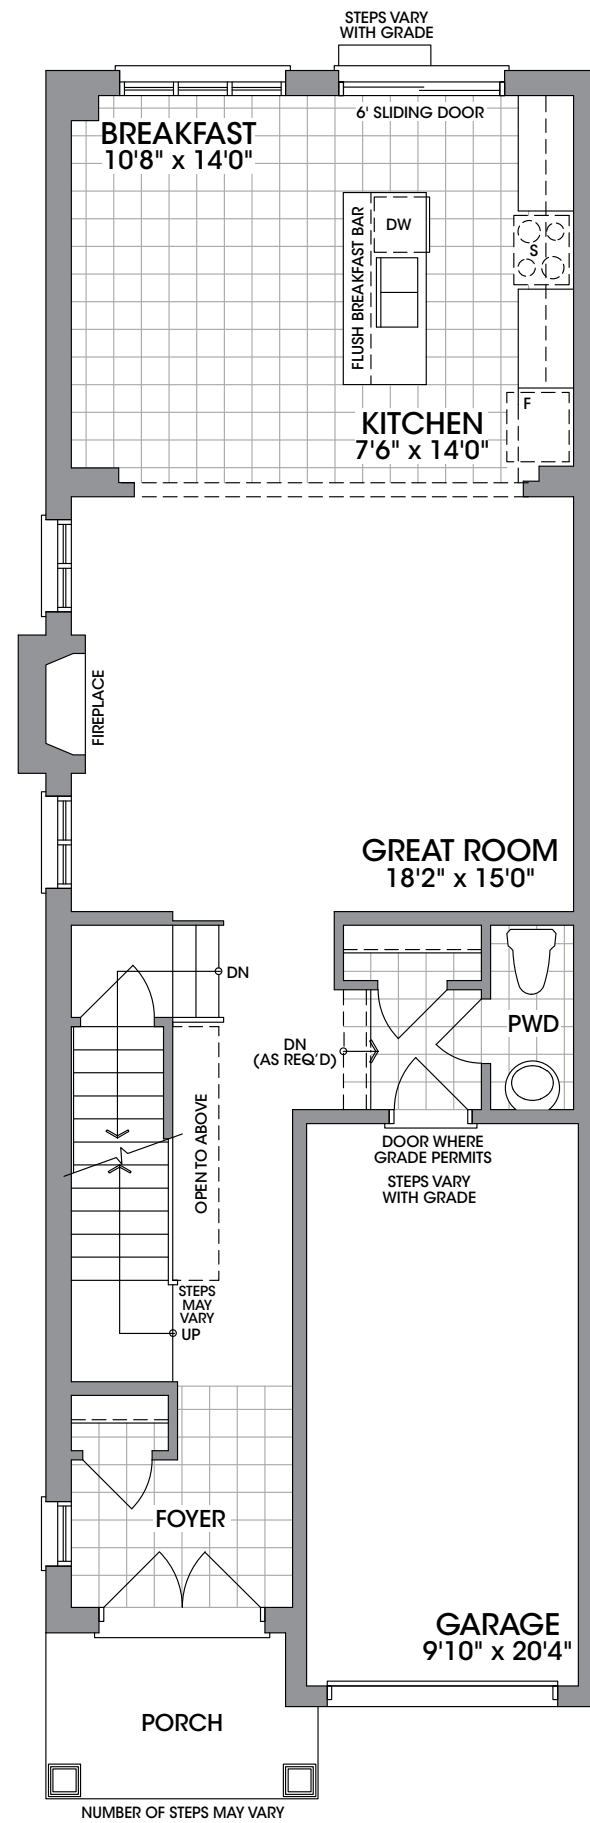 STEPS VARY
WITH GRADE
6' SLIDING DOOR
BREAKFAST
10'8" x 14'0"
FLUSH BREAKFAST BAR
DW
S
F
KITCHEN
7'6" x 14'0"
FIREPLACE
GREAT ROOM
18'2" x 15'0"
DN
PWD
DN
(AS REQ'D)
OPEN TO ABOVE
DOOR WHERE
GRADE PERMITS
STEPS VARY
WITH GRADE
STEPS
MAY
VARY
UP
FOYER
GARAGE
9'10" x 20'4"
PORCH
NUMBER OF STEPS MAY VARY